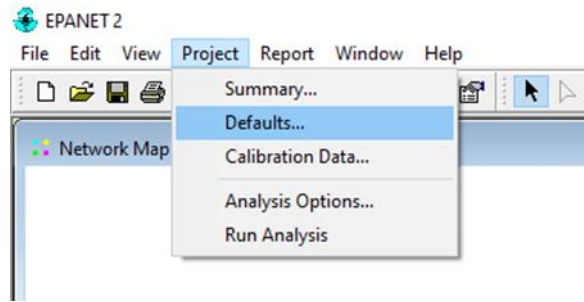 EPANET 2
File Edit View Project Report Window Help
Summary...
Defaults...
Network Map
Calibration Data...
Analysis Options...
Run Analysis